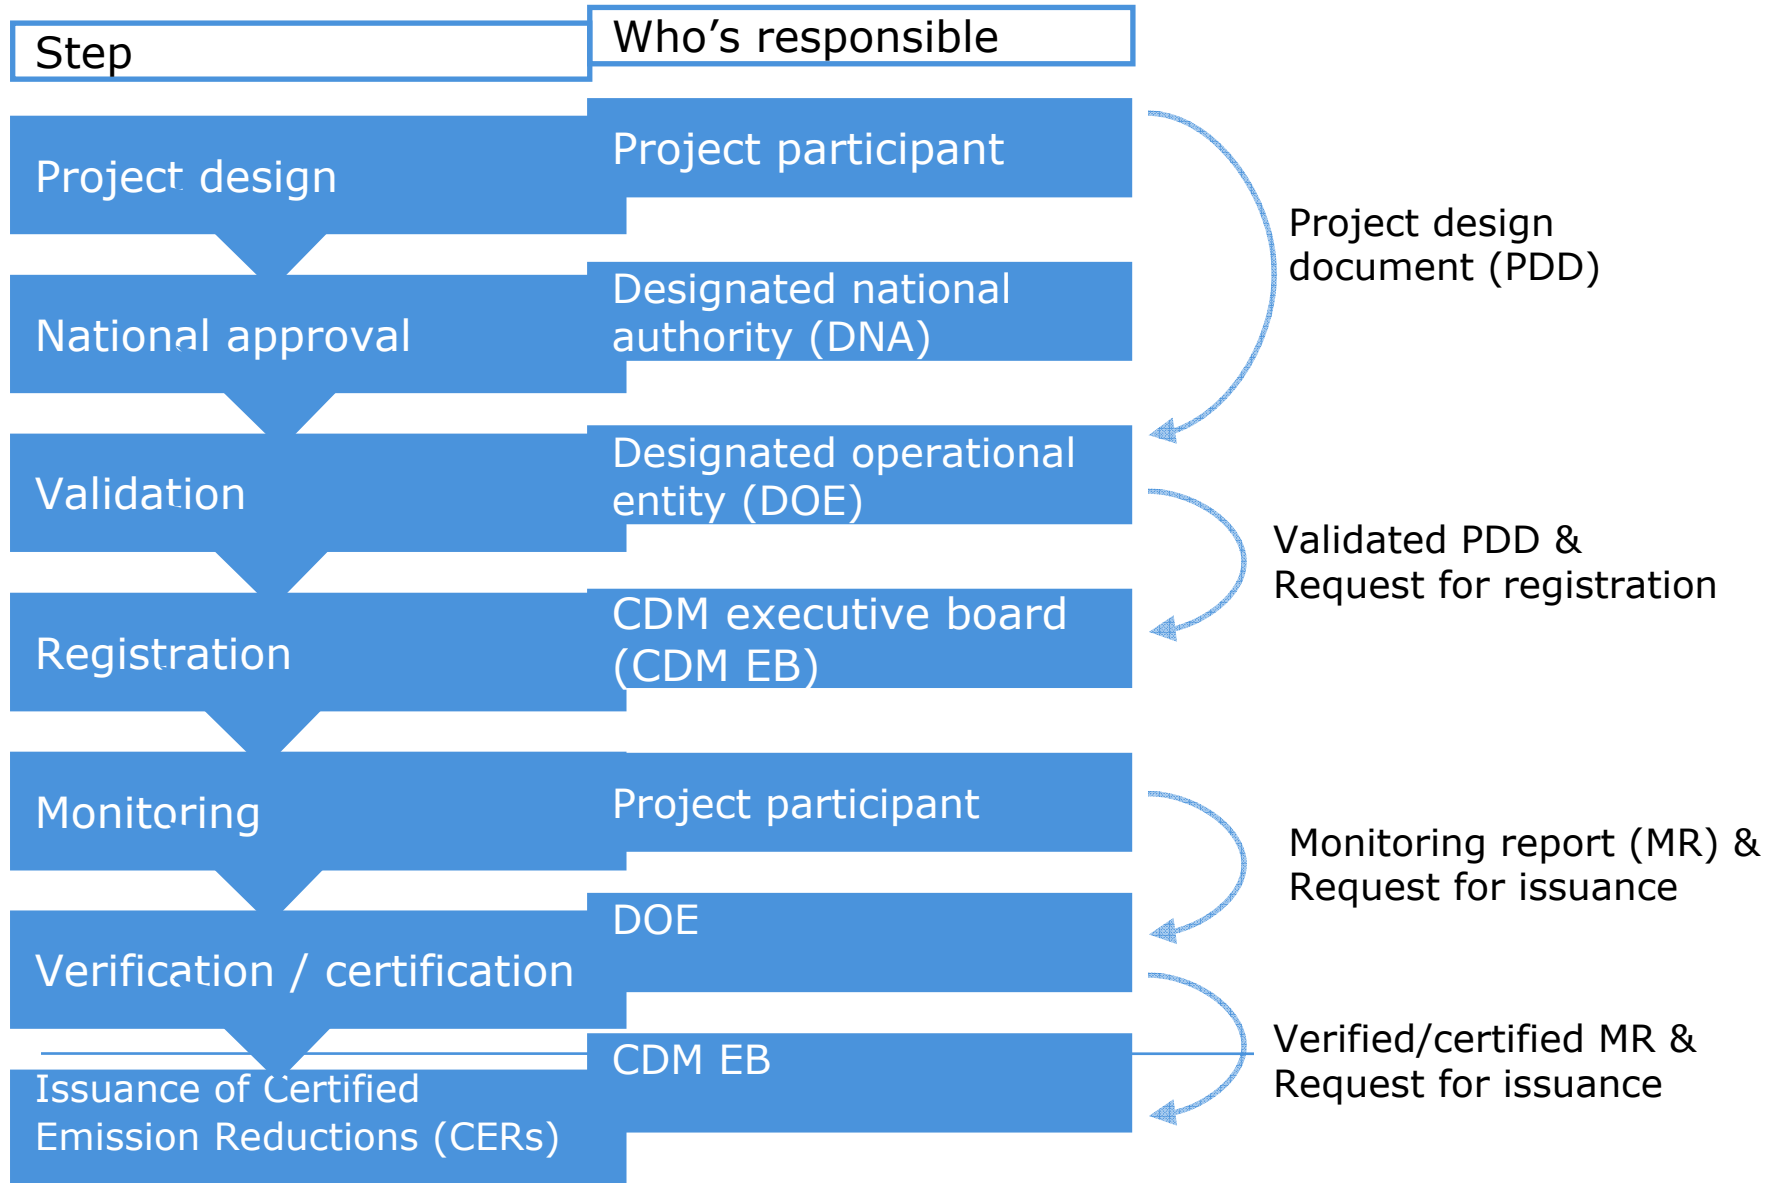 Step
Who's responsible
Project design
Project participant
Project design
document (PDD)
National approval
Designated national
authority (DNA)
Validation
Designated operational
entity (DOE)
Validated PDD &
Request for registration
Registration
CDM executive board
(CDM EB)
Monitoring
Project participant
Monitoring report (MR) &
Request for issuance
Verification / certification
DOE
Verified/certified MR &
Request for issuance
Issuance of Certified
Emission Reductions (CERs)
CDM EB